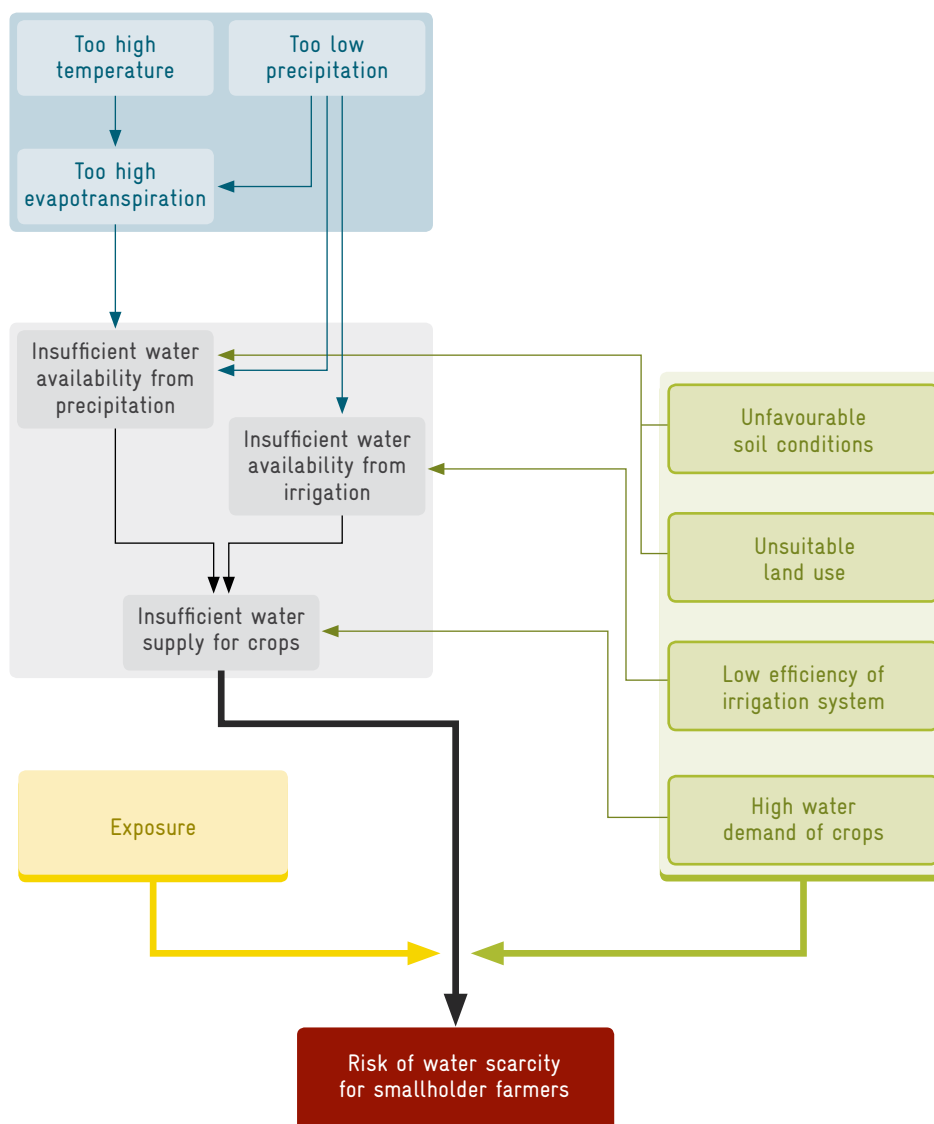 Too high
temperature
Too low
precipitation
Too high
evapotranspiration
Insufficient water
availability from
precipitation
Insufficient water
availability from
irrigation
Insufficient water
supply for crops
Unfavourable
soil conditions
Unsuitable
land use
Low efficiency of
irrigation system
High water
demand of crops
Exposure
Risk of water scarcity
for smallholder farmers